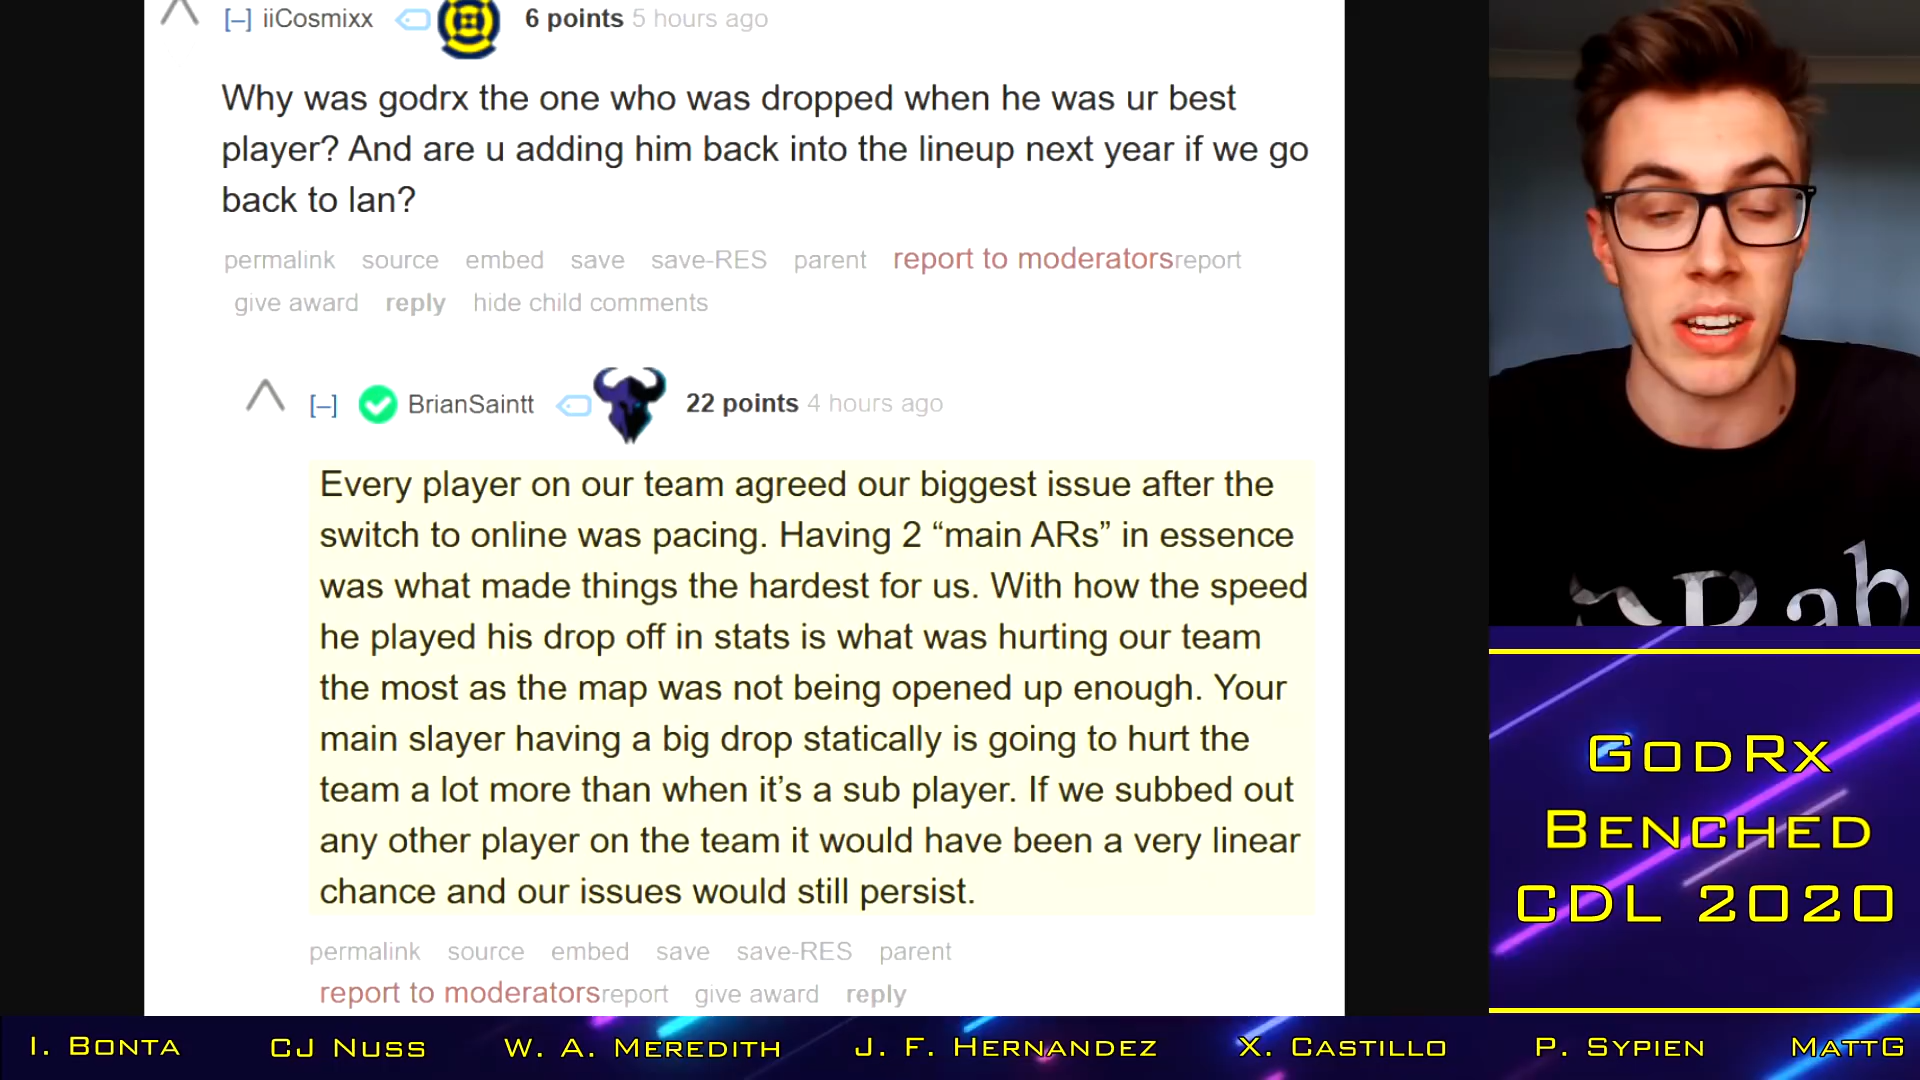 [–] iiCosmixx 6 points 5 hours ago
Why was godrx the one who was dropped when he was ur best
player? And are u adding him back into the lineup next year if we go
back to lan?
permalink source embed save save-RES parent report to moderatorsreport
give award reply hide child comments
[–] BrianSaintt 22 points 4 hours ago
Every player on our team agreed our biggest issue after the
switch to online was pacing. Having 2 “main ARs” in essence
was what made things the hardest for us. With how the speed
he played his drop off in stats is what was hurting our team
the most as the map was not being opened up enough. Your
main slayer having a big drop statically is going to hurt the
team a lot more than when it’s a sub player. If we subbed out
any other player on the team it would have been a very linear
chance and our issues would still persist.
permalink source embed save save-RES parent
report to moderatorsreport give award reply
Rab
GodRx
Benched
CDL 2020
I. Bonta CJ Nuss W. A. Meredith J. F. Hernandez X. Castillo P. Sypien MattG